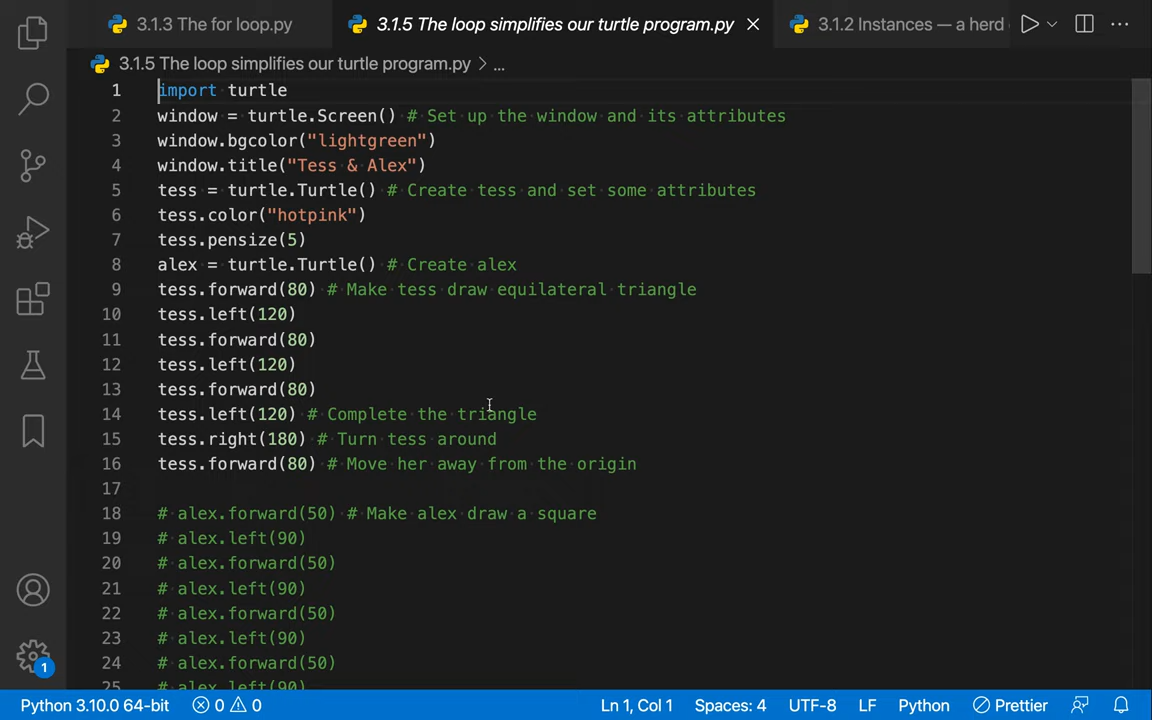 3.1.3 The for loop.py
3.1.5 The loop simplifies our turtle program.py
3.1.2 Instances — a herd
3.1.5 The loop simplifies our turtle program.py > ...
1 import turtle
2 window = turtle.Screen() # Set up the window and its attributes
3 window.bgcolor("lightgreen")
4 window.title("Tess & Alex")
5 tess = turtle.Turtle() # Create tess and set some attributes
6 tess.color("hotpink")
7 tess.pensize(5)
8 alex = turtle.Turtle() # Create alex
9 tess.forward(80) # Make tess draw equilateral triangle
10 tess.left(120)
11 tess.forward(80)
12 tess.left(120)
13 tess.forward(80)
14 tess.left(120) # Complete the triangle
15 tess.right(180) # Turn tess around
16 tess.forward(80) # Move her away from the origin
17
18 # alex.forward(50) # Make alex draw a square
19 # alex.left(90)
20 # alex.forward(50)
21 # alex.left(90)
22 # alex.forward(50)
23 # alex.left(90)
24 # alex.forward(50)
25 # alex.left(90)
1
Python 3.10.0 64-bit 0 0 Ln 1, Col 1 Spaces: 4 UTF-8 LF Python Prettier